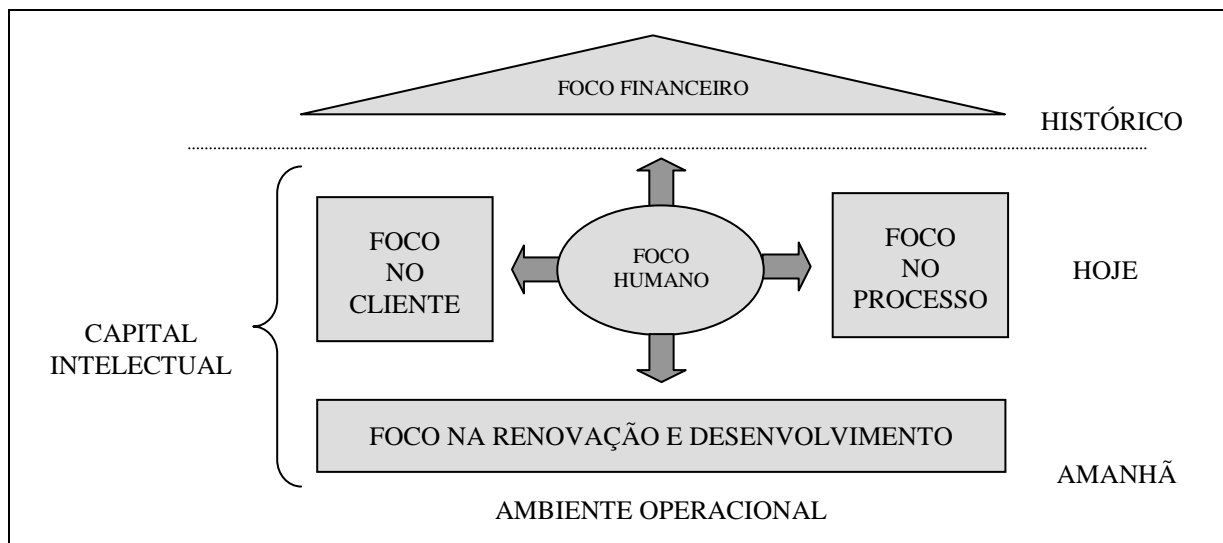 FOCO FINANCEIRO
HISTÓRICO
FOCO
NO
CLIENTE
FOCO
HUMANO
FOCO
NO
PROCESSO
HOJE
CAPITAL
INTELECTUAL
FOCO NA RENOVAÇÃO E DESENVOLVIMENTO
AMANHÃ
AMBIENTE OPERACIONAL